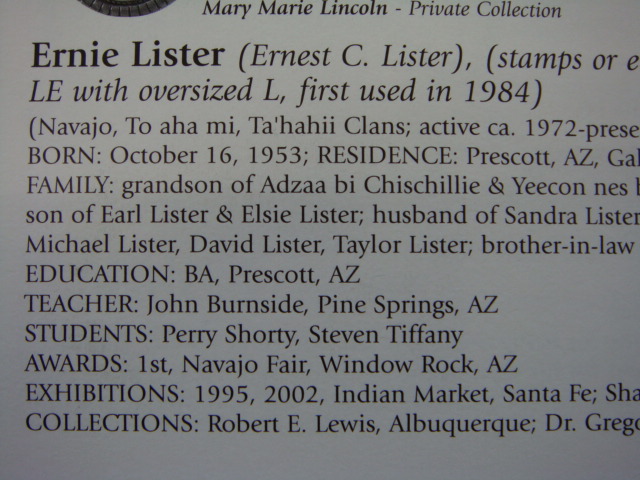 Mary Marie Lincoln - Private Collection
Ernie Lister (Ernest C. Lister), (stamps or e
LE with oversized L, first used in 1984)
(Navajo, To aha mi, Ta'hahii Clans; active ca. 1972-prese
BORN: October 16, 1953; RESIDENCE: Prescott, AZ, Gal
FAMILY: grandson of Adzaa bi Chischillie & Yeecon nes
son of Earl Lister & Elsie Lister; husband of Sandra Lister
Michael Lister, David Lister, Taylor Lister; brother-in-law
EDUCATION: BA, Prescott, AZ
TEACHER: John Burnside, Pine Springs, AZ
STUDENTS: Perry Shorty, Steven Tiffany
AWARDS: 1st, Navajo Fair, Window Rock, AZ
EXHIBITIONS: 1995, 2002, Indian Market, Santa Fe; Sha
COLLECTIONS: Robert E. Lewis, Albuquerque; Dr. Grego